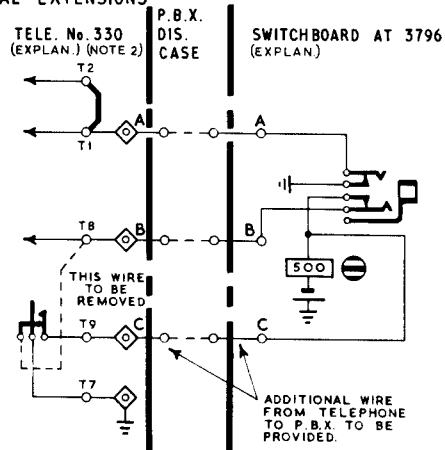 AL EXTENSIONS
P.B.X.
DIS.
CASE
TELE. No. 330
(EXPLAN.) (NOTE 2)
SWITCHBOARD AT 3796
(EXPLAN.)
T2
T1
A
A
T8
B
B
500
THIS WIRE
TO BE
REMOVED
T9
C
C
T7
ADDITIONAL WIRE
FROM TELEPHONE
TO P.B.X. TO BE
PROVIDED.